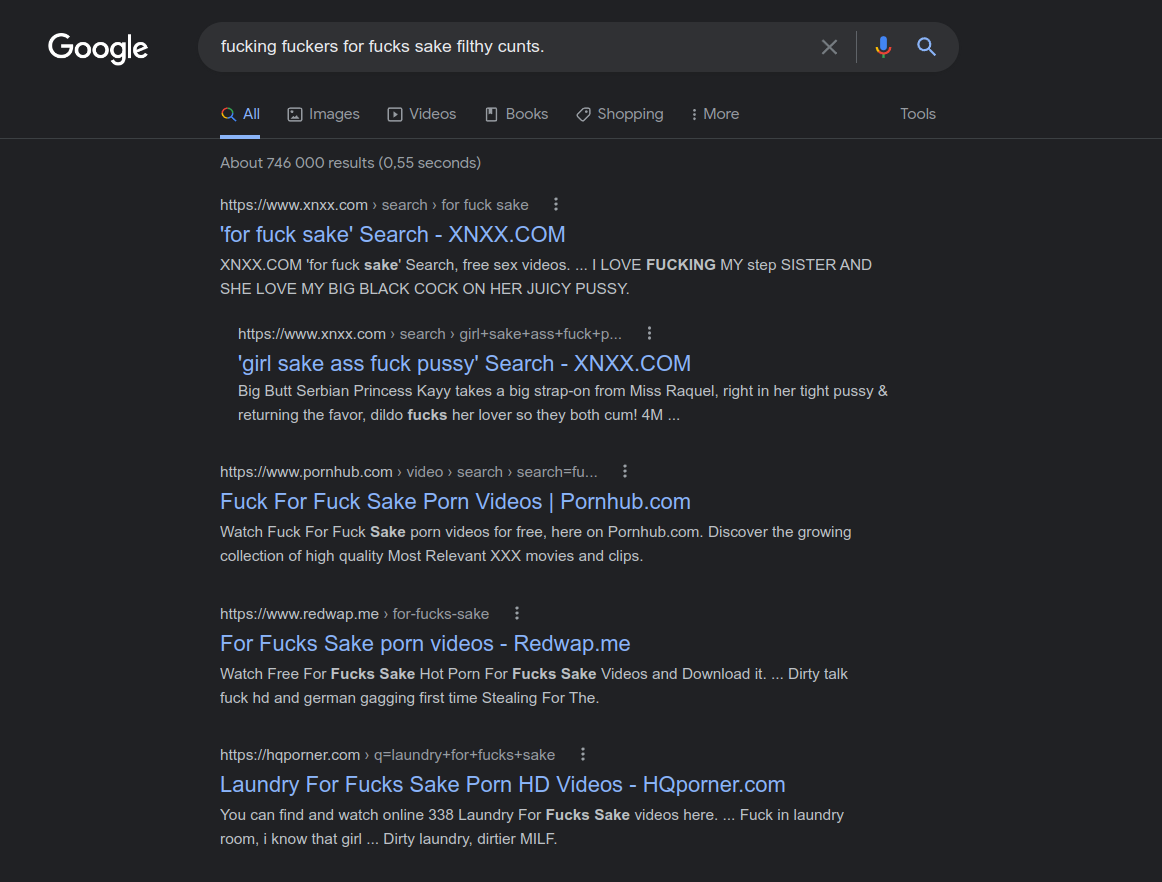 Google
fucking fuckers for fucks sake filthy cunts.
All Images Videos Books Shopping More Tools
About 746 000 results (0,55 seconds)
https://www.xnxx.com › search › for fuck sake
'for fuck sake' Search - XNXX.COM
XNXX.COM 'for fuck sake' Search, free sex videos. ... I LOVE FUCKING MY step SISTER AND
SHE LOVE MY BIG BLACK COCK ON HER JUICY PUSSY.
https://www.xnxx.com › search › girl+sake+ass+fuck+p...
'girl sake ass fuck pussy' Search - XNXX.COM
Big Butt Serbian Princess Kayy takes a big strap-on from Miss Raquel, right in her tight pussy &
returning the favor, dildo fucks her lover so they both cum! 4M ...
https://www.pornhub.com › video › search › search=fu...
Fuck For Fuck Sake Porn Videos | Pornhub.com
Watch Fuck For Fuck Sake porn videos for free, here on Pornhub.com. Discover the growing
collection of high quality Most Relevant XXX movies and clips.
https://www.redwap.me › for-fucks-sake
For Fucks Sake porn videos - Redwap.me
Watch Free For Fucks Sake Hot Porn For Fucks Sake Videos and Download it. ... Dirty talk
fuck hd and german gagging first time Stealing For The.
https://hqporner.com › q=laundry+for+fucks+sake
Laundry For Fucks Sake Porn HD Videos - HQporner.com
You can find and watch online 338 Laundry For Fucks Sake videos here. ... Fuck in laundry
room, i know that girl ... Dirty laundry, dirtier MILF.